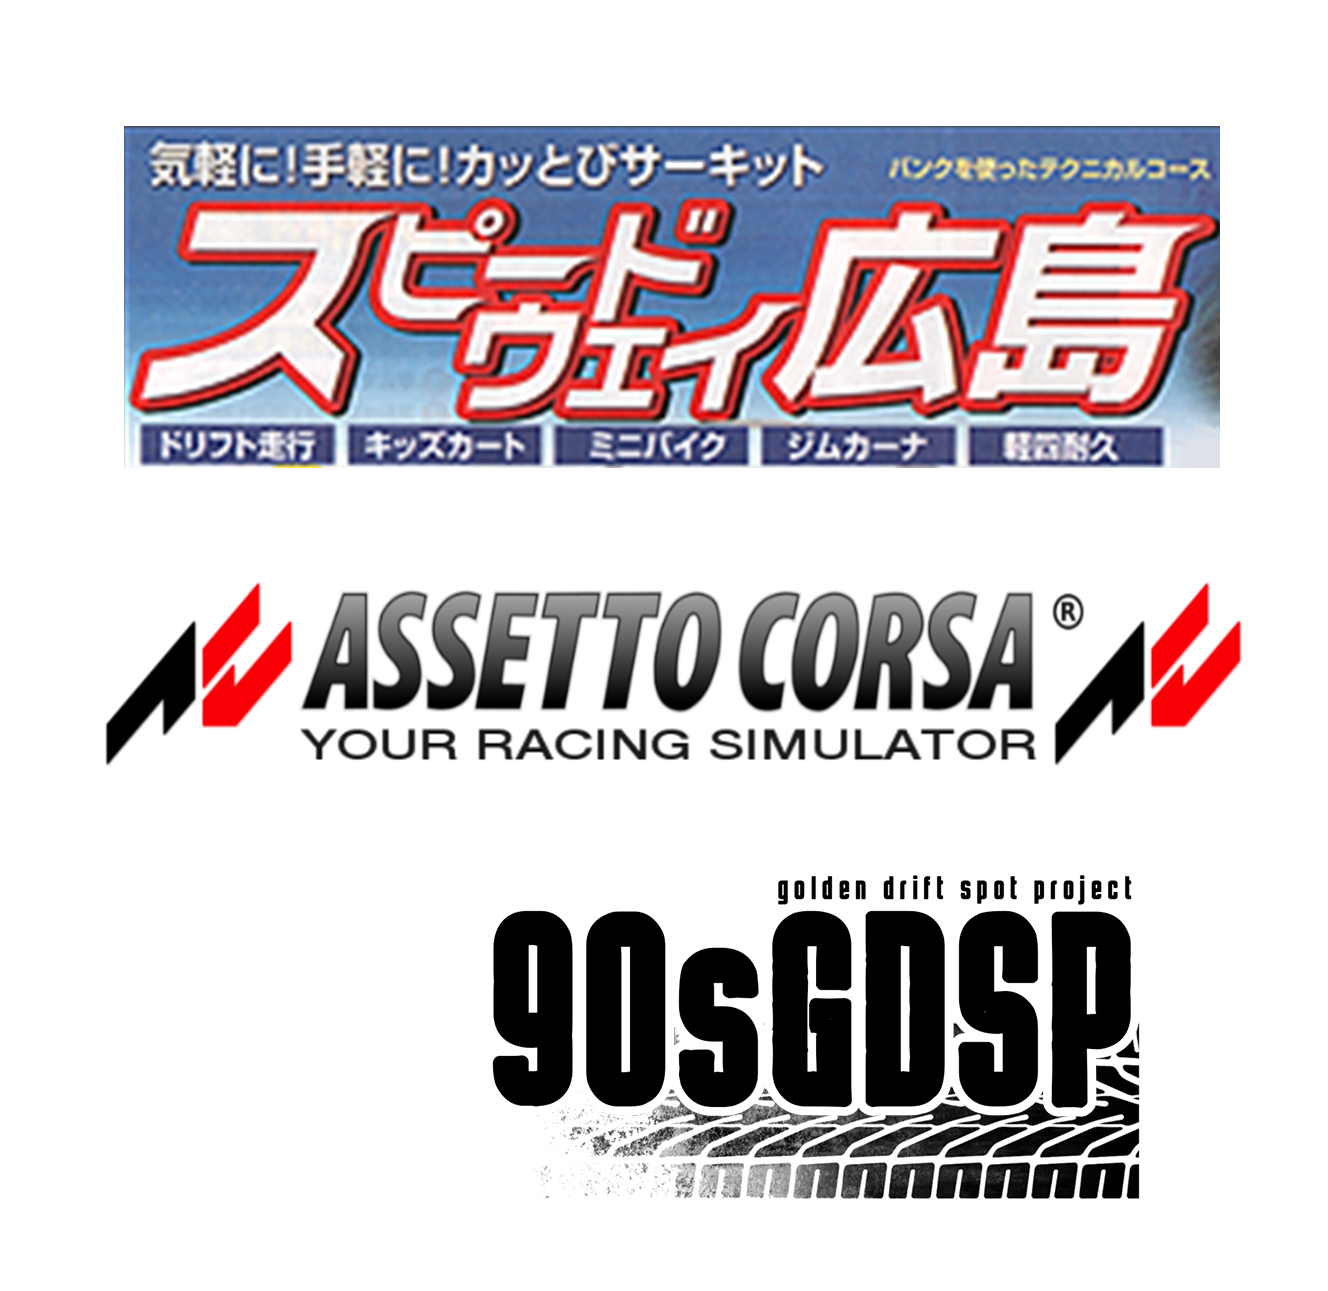 気軽に!手軽に!カッとびサーキット
バンクを使ったテクニカルコース
スピードウェイ広島
ドリフト走行 キッズカート ミニバイク ジムカーナ 軽四耐久
ASSETTO CORSA®
YOUR RACING SIMULATOR
golden drift spot project
90sGDSP